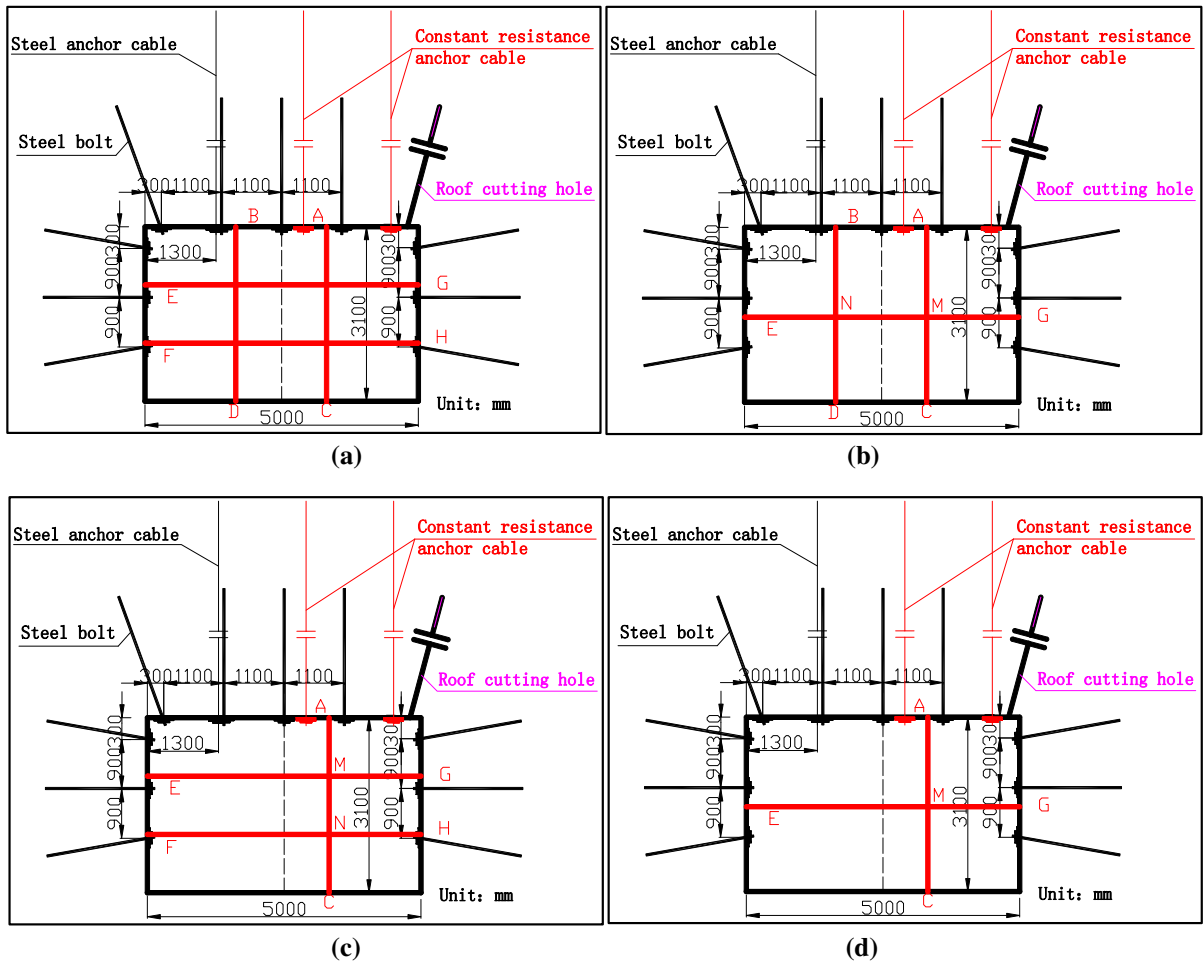 Steel anchor cable
Constant resistance
anchor cable
Steel bolt
Roof cutting hole
300 1100 1100 1100
B A
1300
900 300
900
900 300
900
3100
E G
F H
D C
5000
Unit: mm
(a)
Steel anchor cable
Constant resistance
anchor cable
Steel bolt
Roof cutting hole
300 1100 1100 1100
B A
1300
900 300
900
900 300
900
3100
N M
E G
D C
5000
Unit: mm
(b)
Steel anchor cable
Constant resistance
anchor cable
Steel bolt
Roof cutting hole
300 1100 1100 1100
A
1300
900 300
900
900 300
900
3100
M
E G
N
F H
C
5000
Unit: mm
(c)
Steel anchor cable
Constant resistance
anchor cable
Steel bolt
Roof cutting hole
300 1100 1100 1100
A
1300
900 300
900
900 300
900
3100
M
E G
C
5000
Unit: mm
(d)